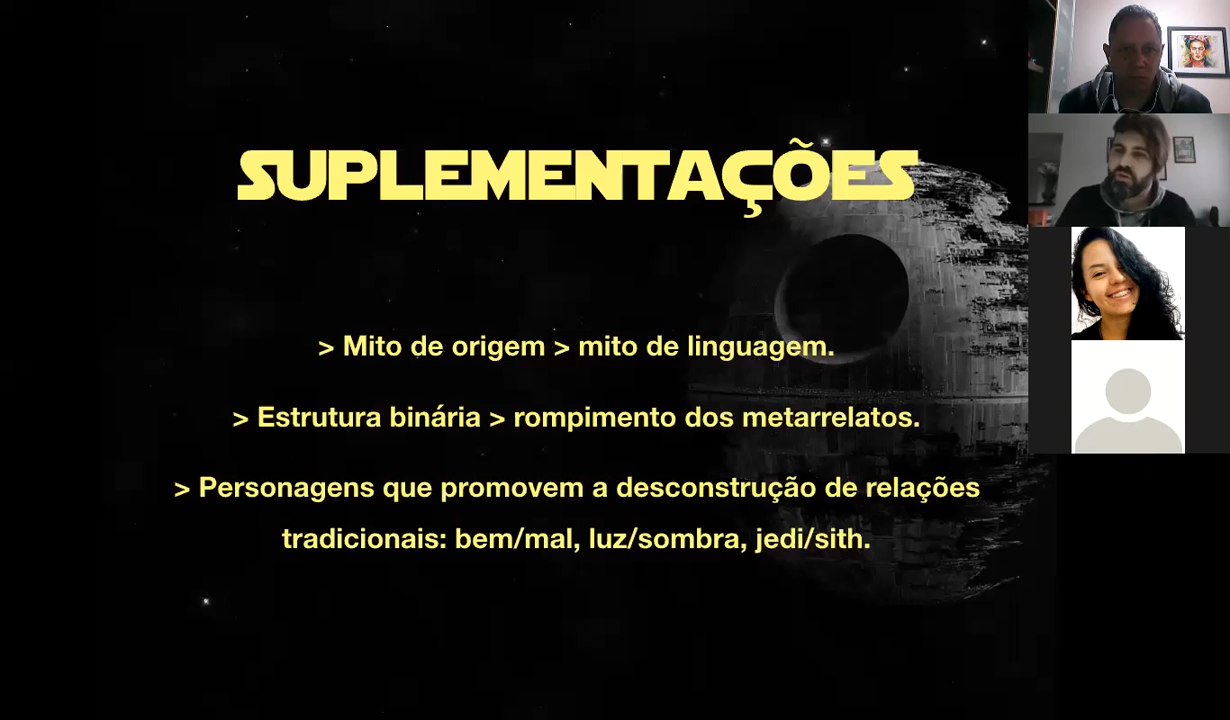 SUPLEMENTAÇÕES
> Mito de origem > mito de linguagem.
> Estrutura binária > rompimento dos metarrelatos.
> Personagens que promovem a desconstrução de relações
tradicionais: bem/mal, luz/sombra, jedi/sith.